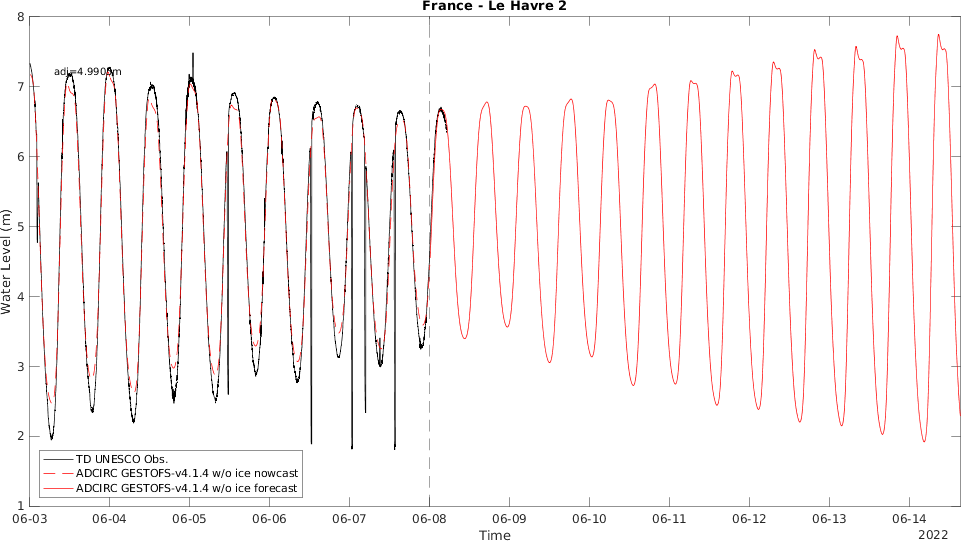 France - Le Havre 2
8
7
6
5
4
3
2
1
Water Level (m)
adj=4.9905m
TD UNESCO Obs.
ADCIRC GESTOFS-v4.1.4 w/o ice nowcast
ADCIRC GESTOFS-v4.1.4 w/o ice forecast
06-03 06-04 06-05 06-06 06-07 06-08 06-09 06-10 06-11 06-12 06-13 06-14
Time
2022